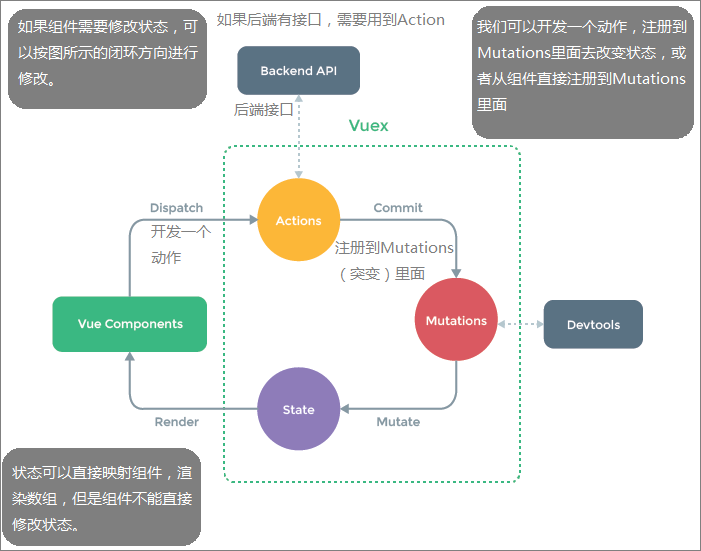 如果组件需要修改状态，可
以按图所示的闭环方向进行
修改。
如果后端有接口，需要用到Action
我们可以开发一个动作，注册到
Mutations里面去改变状态，或
者从组件直接注册到Mutations
里面
Backend API
后端接口
Vuex
Dispatch
Commit
Actions
开发一个
动作
注册到Mutations
（突变）里面
Vue Components
Mutations
Devtools
State
Render
Mutate
状态可以直接映射组件，渲
染数组，但是组件不能直接
修改状态。